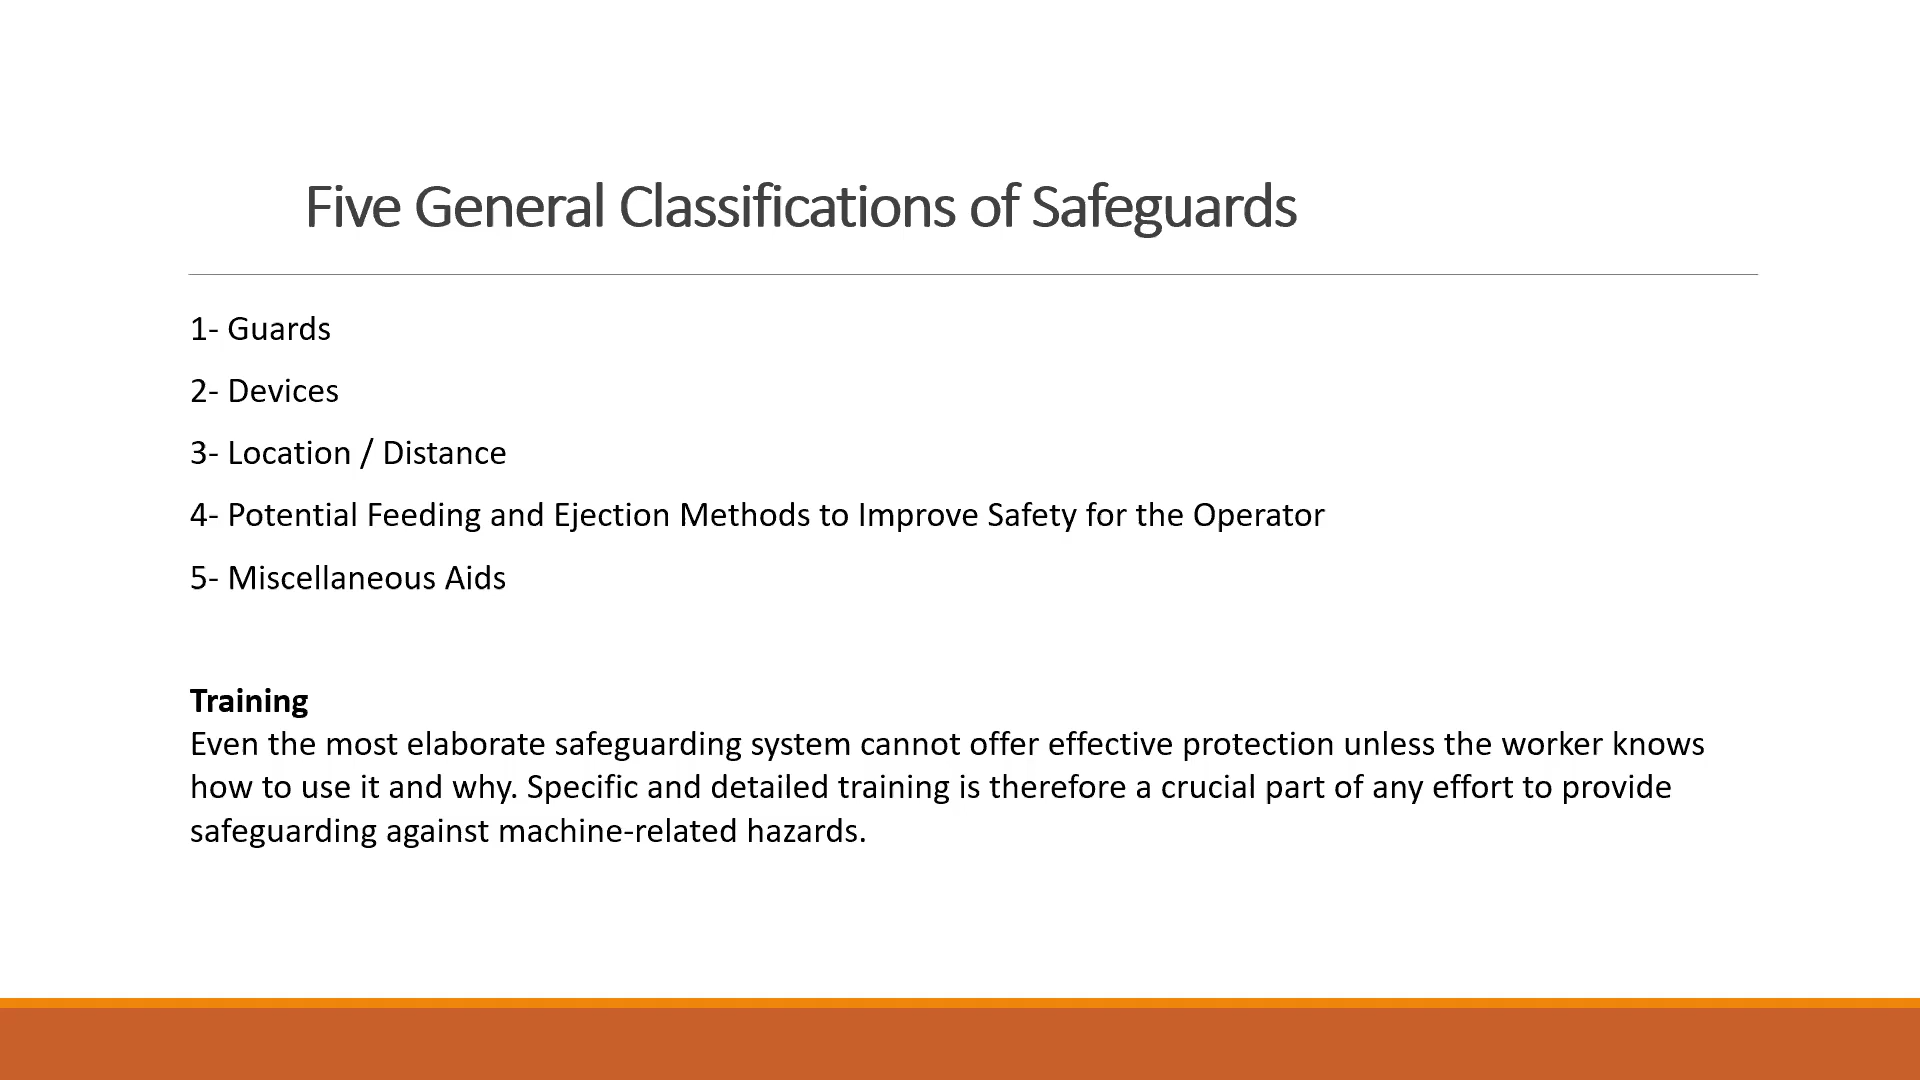 Five General Classifications of Safeguards
1- Guards
2- Devices
3- Location / Distance
4- Potential Feeding and Ejection Methods to Improve Safety for the Operator
5- Miscellaneous Aids
Training
Even the most elaborate safeguarding system cannot offer effective protection unless the worker knows
how to use it and why. Specific and detailed training is therefore a crucial part of any effort to provide
safeguarding against machine-related hazards.